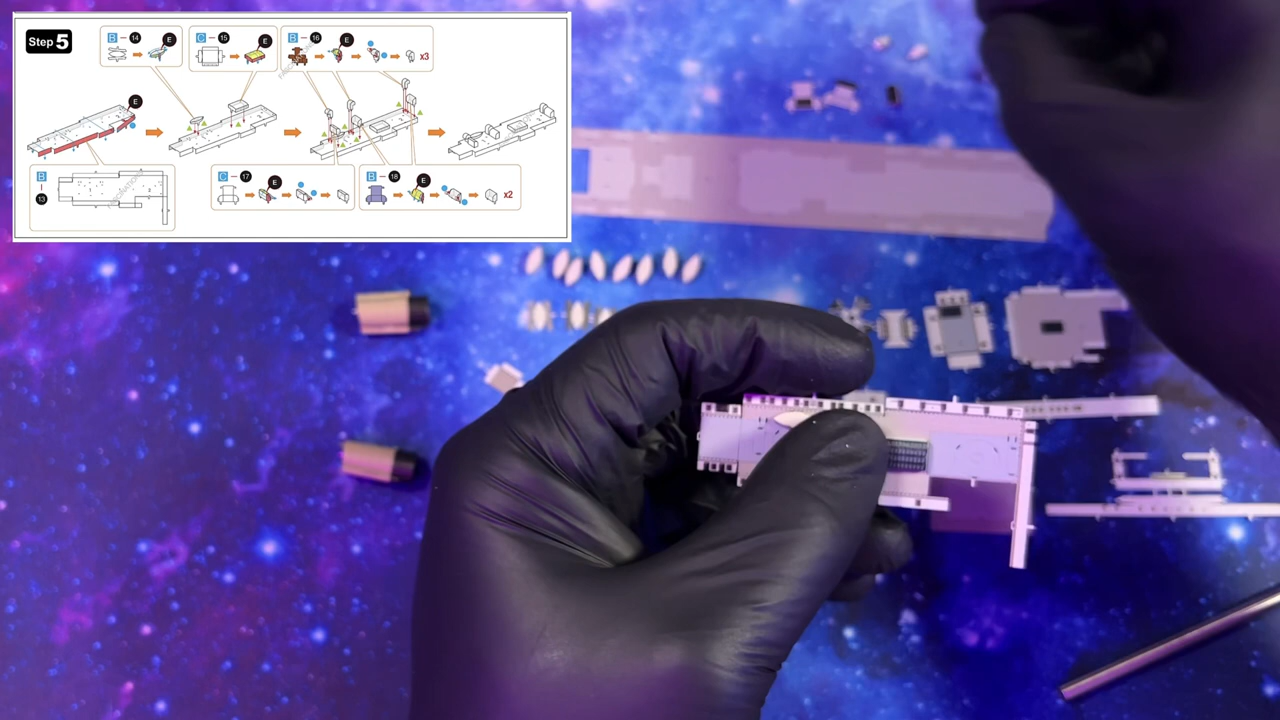 Step 5
B - 14
E
C - 15
E
B - 16
E
x3
E
B
-
13
C - 17
E
B - 18
E
x2